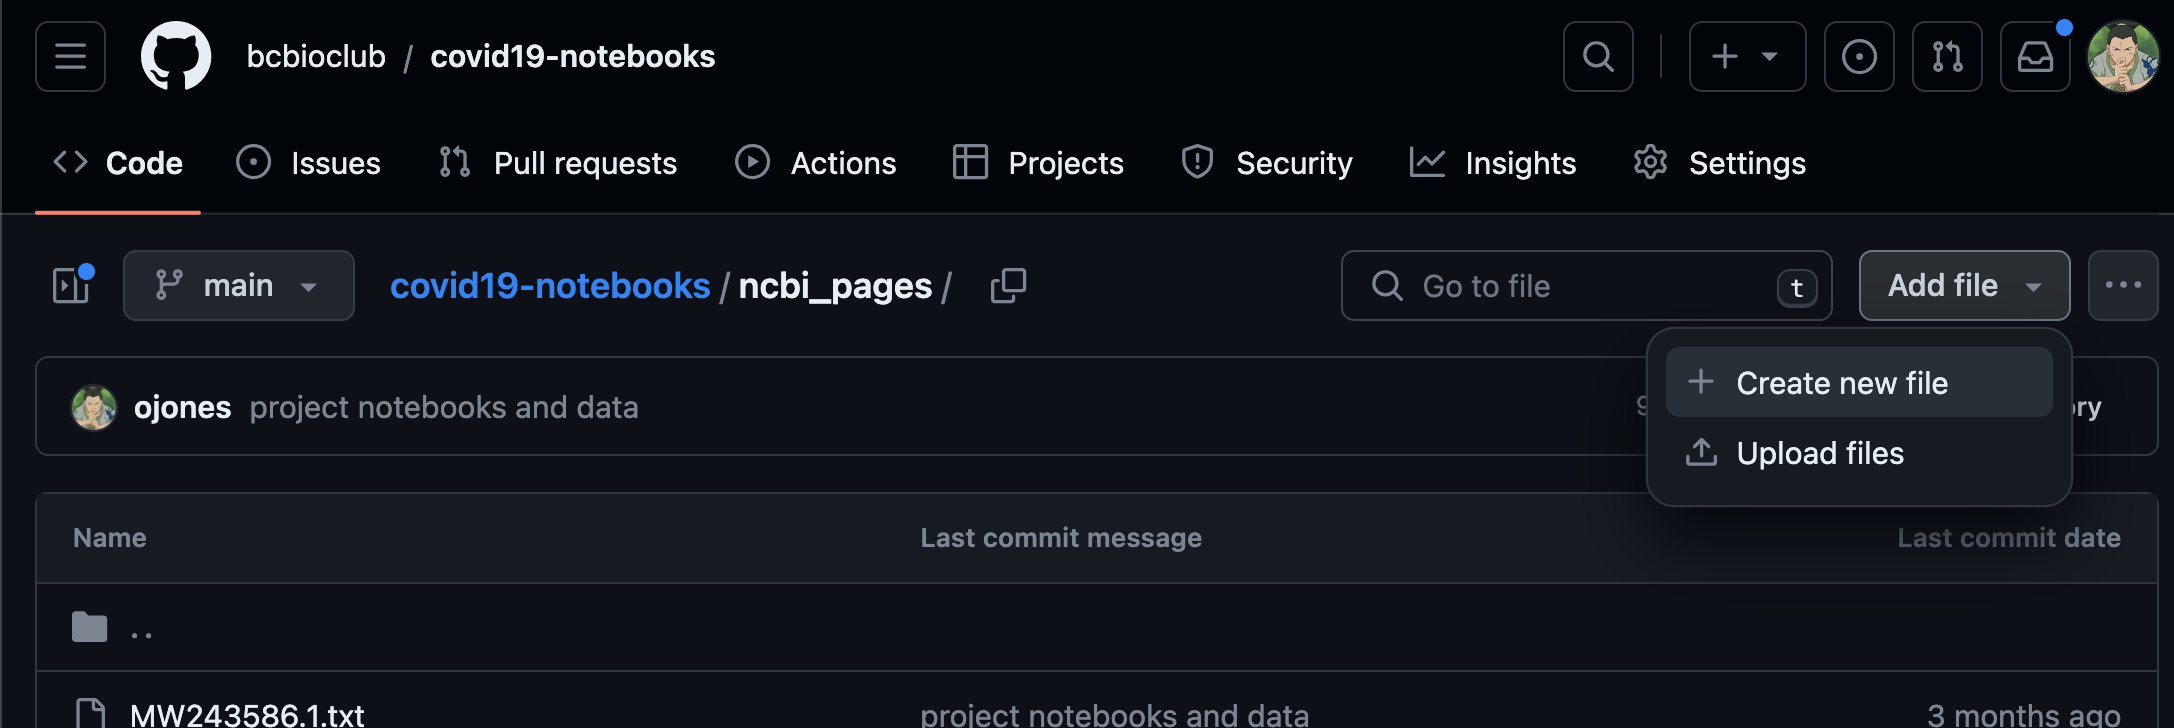 bcbioclub / covid19-notebooks
Code Issues Pull requests Actions Projects Security Insights Settings
main covid19-notebooks / ncbi_pages / Go to file t Add file
ojones project notebooks and data
Create new file
Upload files
Name Last commit message Last commit date
..
MW243586.1.txt project notebooks and data 3 months ago